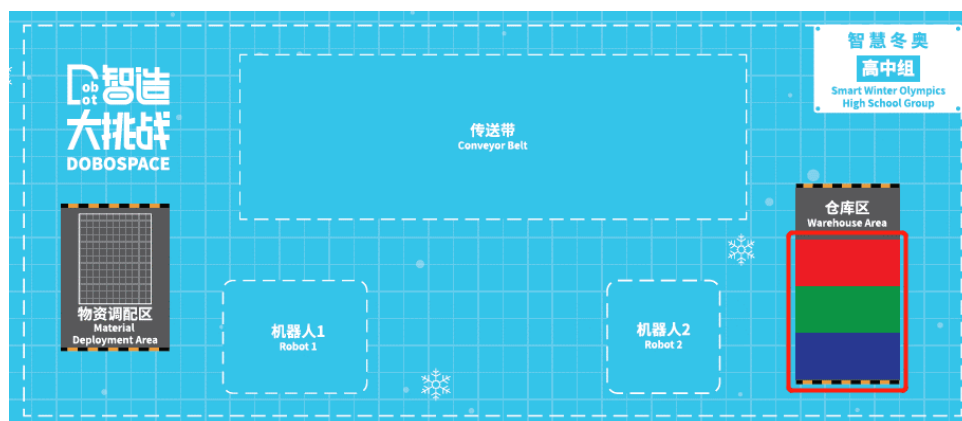 Dobot 智造
大挑战
DOBOSPACE
传送带
Conveyor Belt
智慧冬奥
高中组
Smart Winter Olympics
High School Group
仓库区
Warehouse Area
物资调配区
Material
Deployment Area
机器人1
Robot 1
机器人2
Robot 2